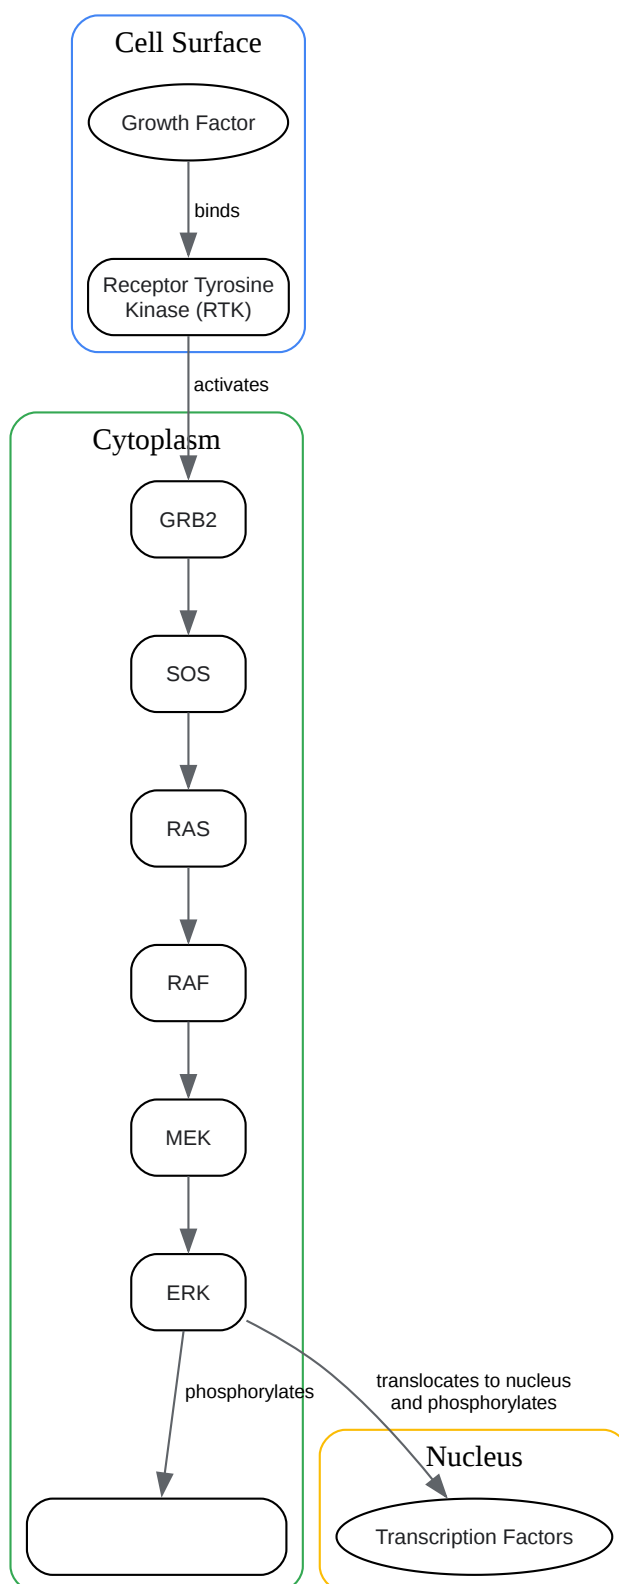 Cell Surface
Growth Factor
binds
Receptor Tyrosine
Kinase (RTK)
activates
Cytoplasm
GRB2
SOS
RAS
RAF
MEK
ERK
phosphorylates
translocates to nucleus
and phosphorylates
Nucleus
Transcription Factors